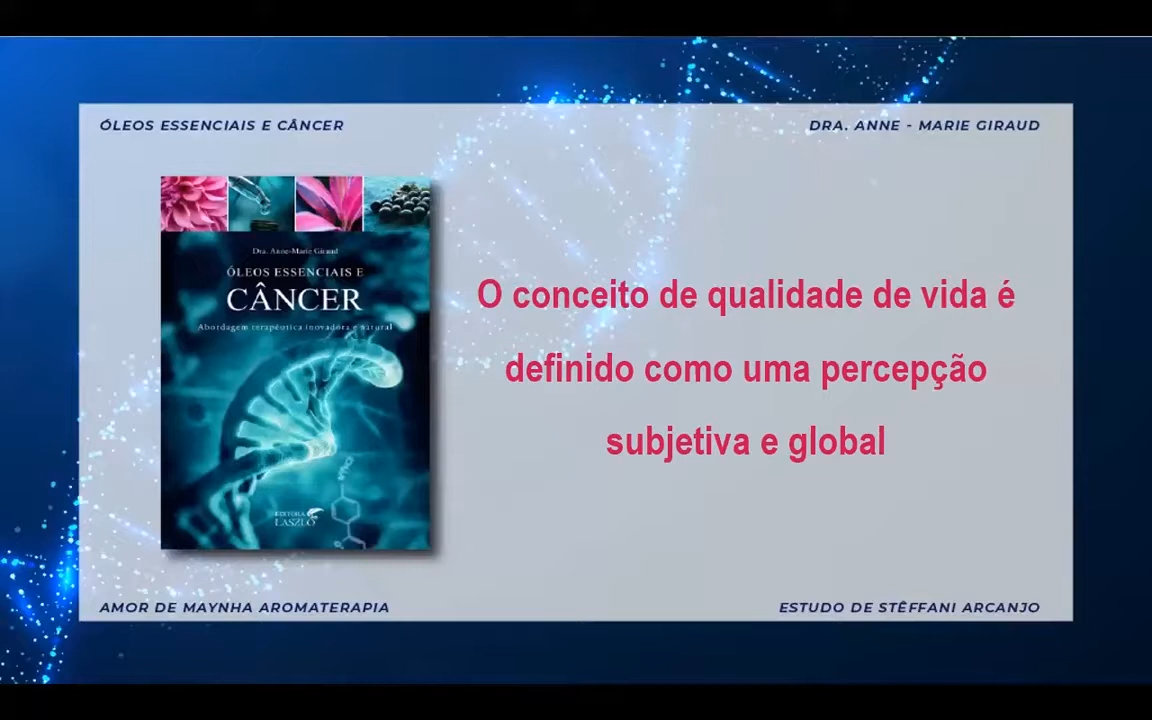 ÓLEOS ESSENCIAIS E CÂNCER
DRA. ANNE - MARIE GIRAUD
Dra. Anne-Marie Giraud
ÓLEOS ESSENCIAIS E
CÂNCER
Abordagem terapêutica inovadora e natural
EDITORA
LASZLO
O conceito de qualidade de vida é
definido como uma percepção
subjetiva e global
AMOR DE MAYNHA AROMATERAPIA
ESTUDO DE STÊFFANI ARCANJO